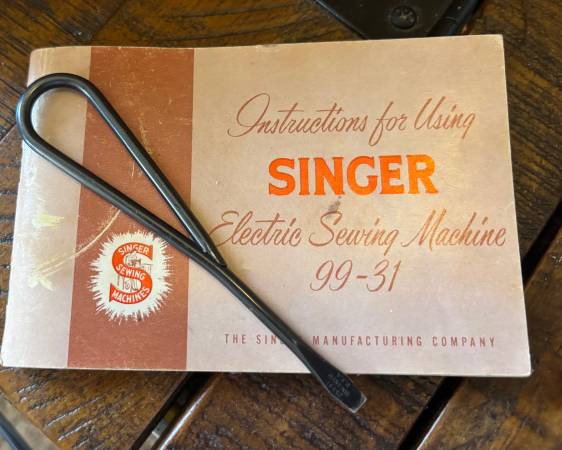 Instructions for Using
SINGER
Electric Sewing Machine
99-31
SINGER
SEWING
MACHINES
THE MANUFACTURING COMPANY